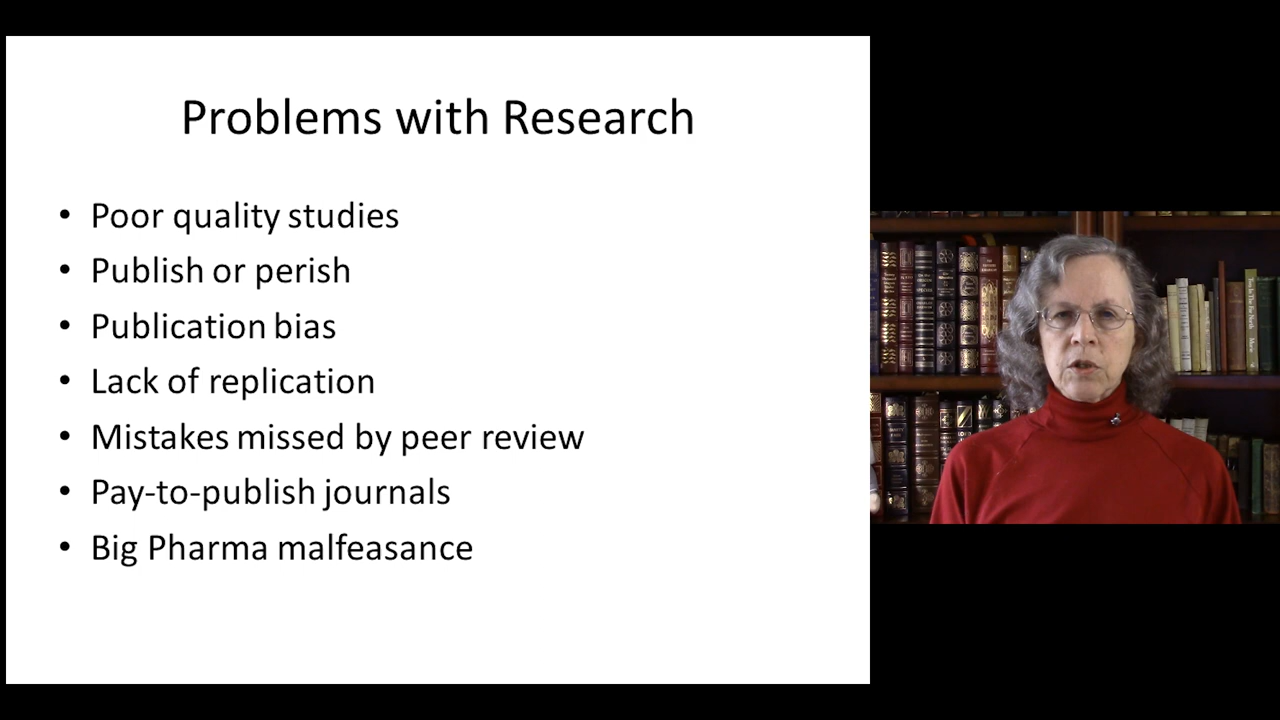 Problems with Research
• Poor quality studies
• Publish or perish
• Publication bias
• Lack of replication
• Mistakes missed by peer review
• Pay-to-publish journals
• Big Pharma malfeasance